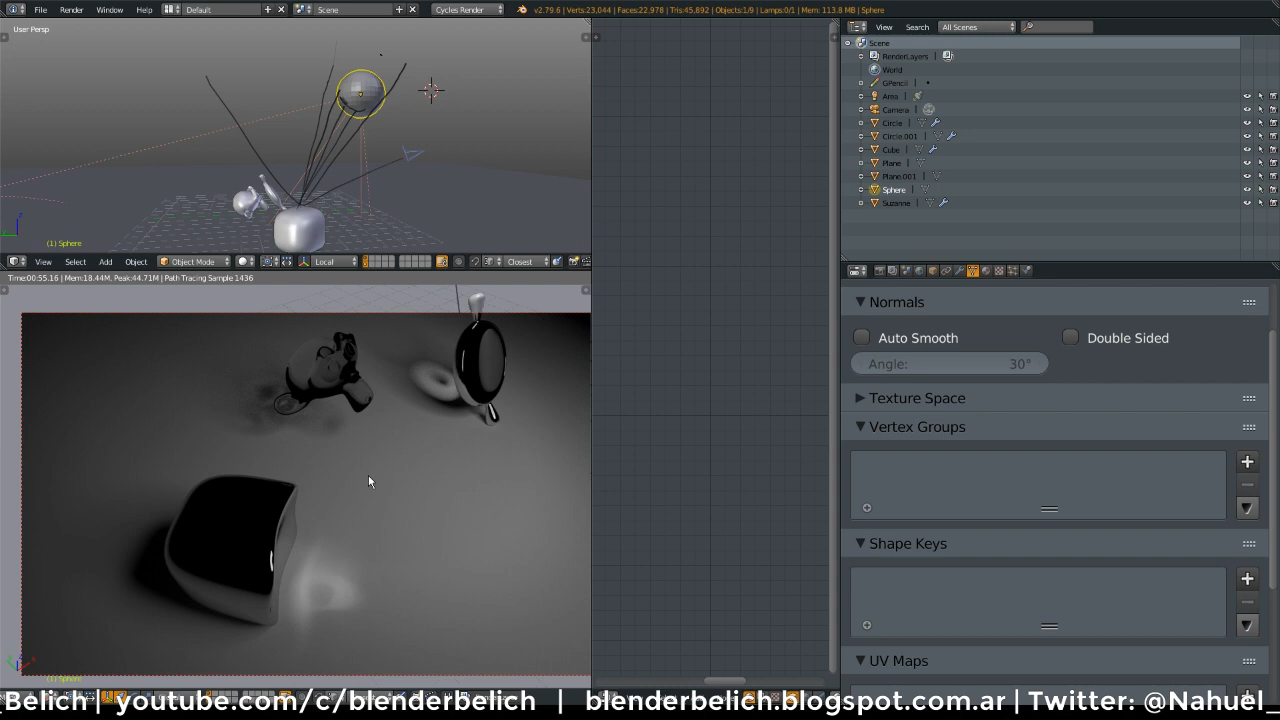 File Render Window Help Default Scene Cycles Render v2.79.6 | Verts:23,044 | Faces:22,978 | Tris:45,892 | Objects:1/9 | Lamps:0/1 | Mem: 113.8 MB | Sphere
User Persp
(1) Sphere
View Select Add Object Object Mode Local Closest
Time:00:55.16 | Mem:18.44M, Peak:44.71M | Path Tracing Sample 1436
(1) Sphere
View Search All Scenes
Scene
RenderLayers |
World
GPencil |
Area |
Camera |
Circle |
Circle.001 |
Cube |
Plane |
Plane.001 |
Sphere |
Suzanne |
Normals
Auto Smooth Double Sided
Angle: 30°
Texture Space
Vertex Groups
Shape Keys
UV Maps
Belich | youtube.com/c/blenderbelich | blenderbelich.blogspot.com.ar | Twitter: @Nahuel_